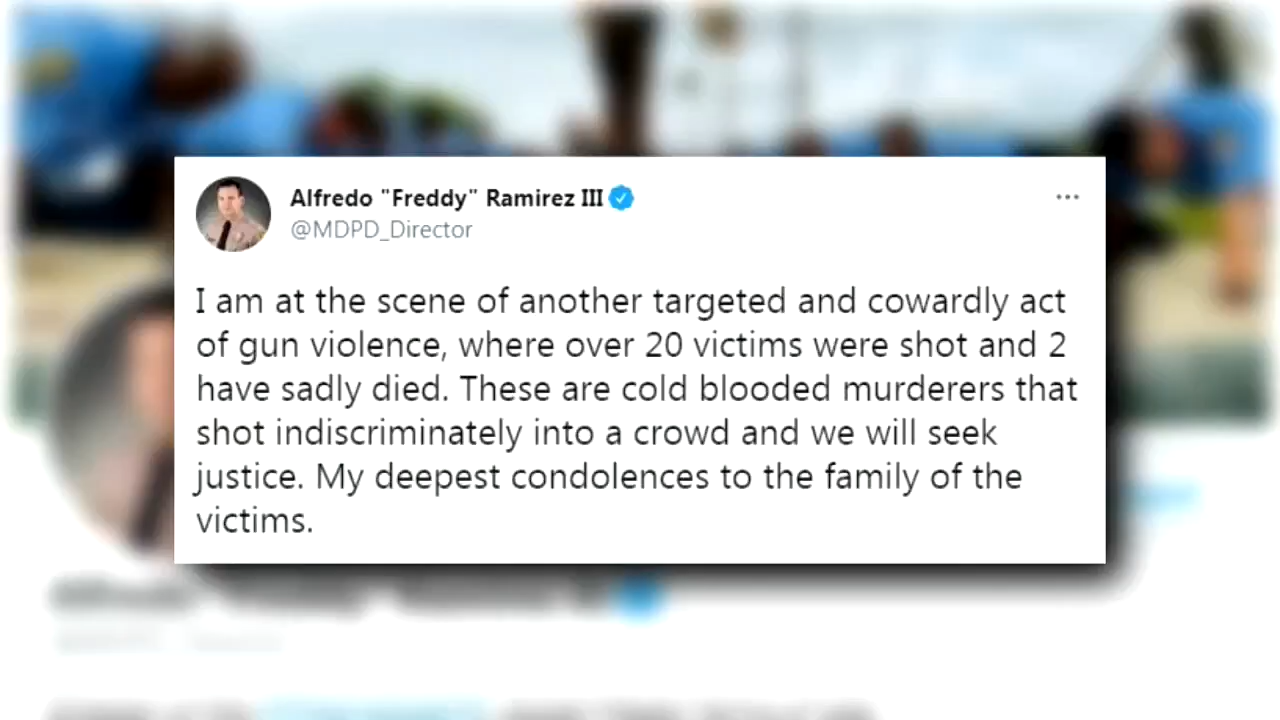 Alfredo "Freddy" Ramirez III
@MDPD_Director
I am at the scene of another targeted and cowardly act
of gun violence, where over 20 victims were shot and 2
have sadly died. These are cold blooded murderers that
shot indiscriminately into a crowd and we will seek
justice. My deepest condolences to the family of the
victims.